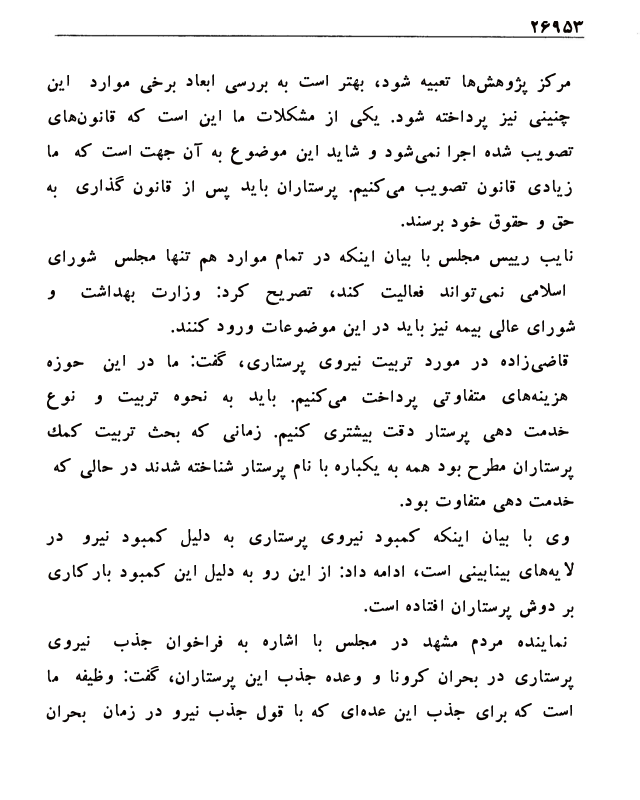 ۲۶۹۵۳
مرکز پژوهش‌ها تعبیه شود، بهتر است به بررسی ابعاد برخی موارد این
چنینی نیز پرداخته شود. یکی از مشکلات ما این است که قانون‌های
تصویب شده اجرا نمی‌شود و شاید این موضوع به آن جهت است که ما
زیادی قانون تصویب می‌کنیم. پرستاران باید پس از قانون گذاری به
حق و حقوق خود برسند.
نایب رییس مجلس با بیان اینکه در تمام موارد هم تنها مجلس شورای
اسلامی نمی‌تواند فعالیت کند، تصریح کرد: وزارت بهداشت و
شورای عالی بیمه نیز باید در این موضوعات ورود کنند.
قاضی‌زاده در مورد تربیت نیروی پرستاری، گفت: ما در این حوزه
هزینه‌های متفاوتی پرداخت می‌کنیم. باید به نحوه تربیت و نوع
خدمت دهی پرستار دقت بیشتری کنیم. زمانی که بحث تربیت کمك
پرستاران مطرح بود همه به یکباره با نام پرستار شناخته شدند در حالی که
خدمت دهی متفاوت بود.
وی با بیان اینکه کمبود نیروی پرستاری به دلیل کمبود نیرو در
لایه‌های بینابینی است، ادامه داد: از این رو به دلیل این کمبود بار کاری
بر دوش پرستاران افتاده است.
نماینده مردم مشهد در مجلس با اشاره به فراخوان جذب نیروی
پرستاری در بحران کرونا و وعده جذب این پرستاران، گفت: وظیفه ما
است که برای جذب این عده‌ای که با قول جذب نیرو در زمان بحران